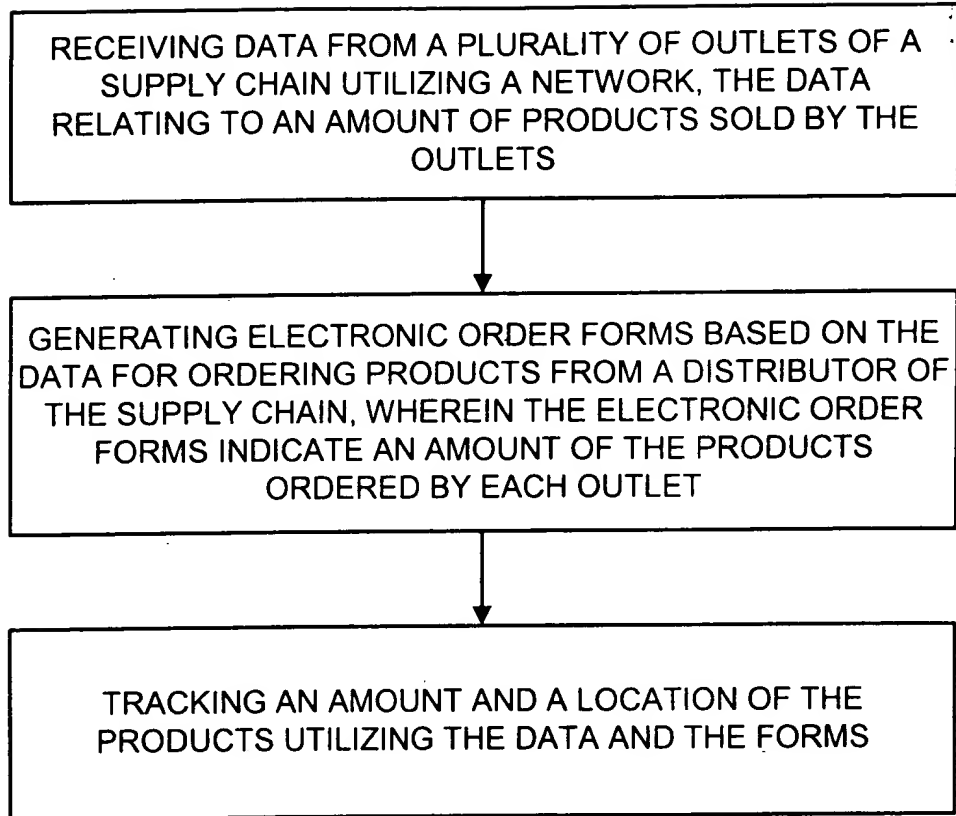 RECEIVING DATA FROM A PLURALITY OF OUTLETS OF A
SUPPLY CHAIN UTILIZING A NETWORK, THE DATA
RELATING TO AN AMOUNT OF PRODUCTS SOLD BY THE
OUTLETS
GENERATING ELECTRONIC ORDER FORMS BASED ON THE
DATA FOR ORDERING PRODUCTS FROM A DISTRIBUTOR OF
THE SUPPLY CHAIN, WHEREIN THE ELECTRONIC ORDER
FORMS INDICATE AN AMOUNT OF THE PRODUCTS
ORDERED BY EACH OUTLET
TRACKING AN AMOUNT AND A LOCATION OF THE
PRODUCTS UTILIZING THE DATA AND THE FORMS